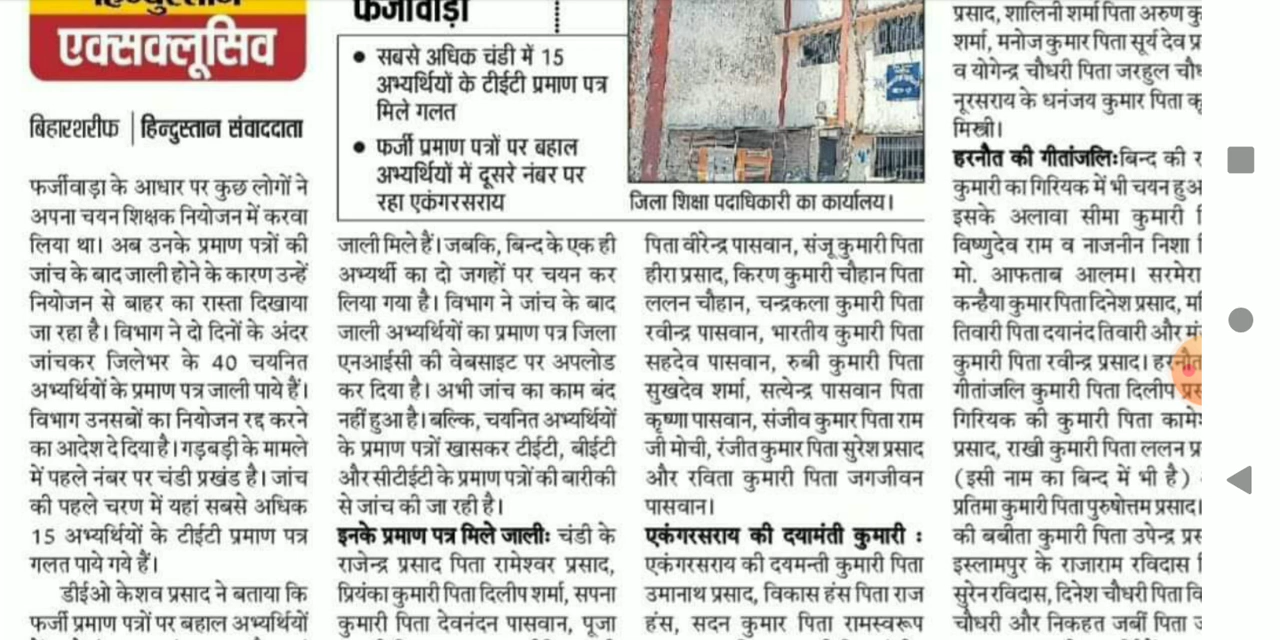 हिन्दुस्तान
एक्सक्लूसिव
बिहारशरीफ | हिन्दुस्तान संवाददाता
फर्जीवाड़ा के आधार पर कुछ लोगों ने
अपना चयन शिक्षक नियोजन में करवा
लिया था। अब उनके प्रमाण पत्रों की
जांच के बाद जाली होने के कारण उन्हें
नियोजन से बाहर का रास्ता दिखाया
जा रहा है। विभाग ने दो दिनों के अंदर
जांचकर जिलेभर के 40 चयनित
अभ्यर्थियों के प्रमाण पत्र जाली पाये हैं।
विभाग उनसबों का नियोजन रद्द करने
का आदेश दे दिया है। गड़बड़ी के मामले
में पहले नंबर पर चंडी प्रखंड है। जांच
की पहले चरण में यहां सबसे अधिक
15 अभ्यर्थियों के टीईटी प्रमाण पत्र
गलत पाये गये हैं।
डीईओ केशव प्रसाद ने बताया कि
फर्जी प्रमाण पत्रों पर बहाल अभ्यर्थियों
फर्जीवाड़ा
● सबसे अधिक चंडी में 15
अभ्यर्थियों के टीईटी प्रमाण पत्र
मिले गलत
● फर्जी प्रमाण पत्रों पर बहाल
अभ्यर्थियों में दूसरे नंबर पर
रहा एकंगरसराय
जिला शिक्षा पदाधिकारी का कार्यालय।
जाली मिले हैं। जबकि, बिन्द के एक ही
अभ्यर्थी का दो जगहों पर चयन कर
लिया गया है। विभाग ने जांच के बाद
जाली अभ्यर्थियों का प्रमाण पत्र जिला
एनआईसी की वेबसाइट पर अपलोड
कर दिया है। अभी जांच का काम बंद
नहीं हुआ है। बल्कि, चयनित अभ्यर्थियों
के प्रमाण पत्रों खासकर टीईटी, बीईटी
और सीटीईटी के प्रमाण पत्रों की बारीकी
से जांच की जा रही है।
इनके प्रमाण पत्र मिले जालीः चंडी के
राजेन्द्र प्रसाद पिता रामेश्वर प्रसाद,
प्रियंका कुमारी पिता दिलीप शर्मा, सपना
कुमारी पिता देवनंदन पासवान, पूजा
पिता वीरेन्द्र पासवान, संजू कुमारी पिता
हीरा प्रसाद, किरण कुमारी चौहान पिता
ललन चौहान, चन्द्रकला कुमारी पिता
रवीन्द्र पासवान, भारतीय कुमारी पिता
सहदेव पासवान, रुबी कुमारी पिता
सुखदेव शर्मा, सत्येन्द्र पासवान पिता
कृष्णा पासवान, संजीव कुमार पिता राम
जी मोची, रंजीत कुमार पिता सुरेश प्रसाद
और रविता कुमारी पिता जगजीवन
पासवान।
एकंगरसराय की दयामंती कुमारी :
एकंगरसराय की दयमन्ती कुमारी पिता
उमानाथ प्रसाद, विकास हंस पिता राज
हंस, सदन कुमार पिता रामस्वरूप
प्रसाद, शालिनी शर्मा पिता अरुण कु
शर्मा, मनोज कुमार पिता सूर्य देव प्र
व योगेन्द्र चौधरी पिता जरहुल चौध
नूरसराय के धनंजय कुमार पिता कृ
मिस्त्री।
हरनौत की गीतांजलिः बिन्द की र
कुमारी का गिरियक में भी चयन हुअ
इसके अलावा सीमा कुमारी
विष्णुदेव राम व नाजनीन निशा
मो. आफताब आलम। सरमेरा
कन्हैया कुमार पिता दिनेश प्रसाद,
तिवारी पिता दयानंद तिवारी और मं
कुमारी पिता रवीन्द्र प्रसाद। हरनौत
गीतांजलि कुमारी पिता दिलीप प्रस
गिरियक की कुमारी पिता कामे
प्रसाद, राखी कुमारी पिता ललन प्र
(इसी नाम का बिन्द में भी है)
प्रतिमा कुमारी पिता पुरुषोत्तम प्रसाद।
की बबीता कुमारी पिता उपेन्द्र प्रस
इस्लामपुर के राजाराम रविदास
सुरेन रविदास, दिनेश चौधरी पिता वि
चौधरी और निकहत जबीं पिता